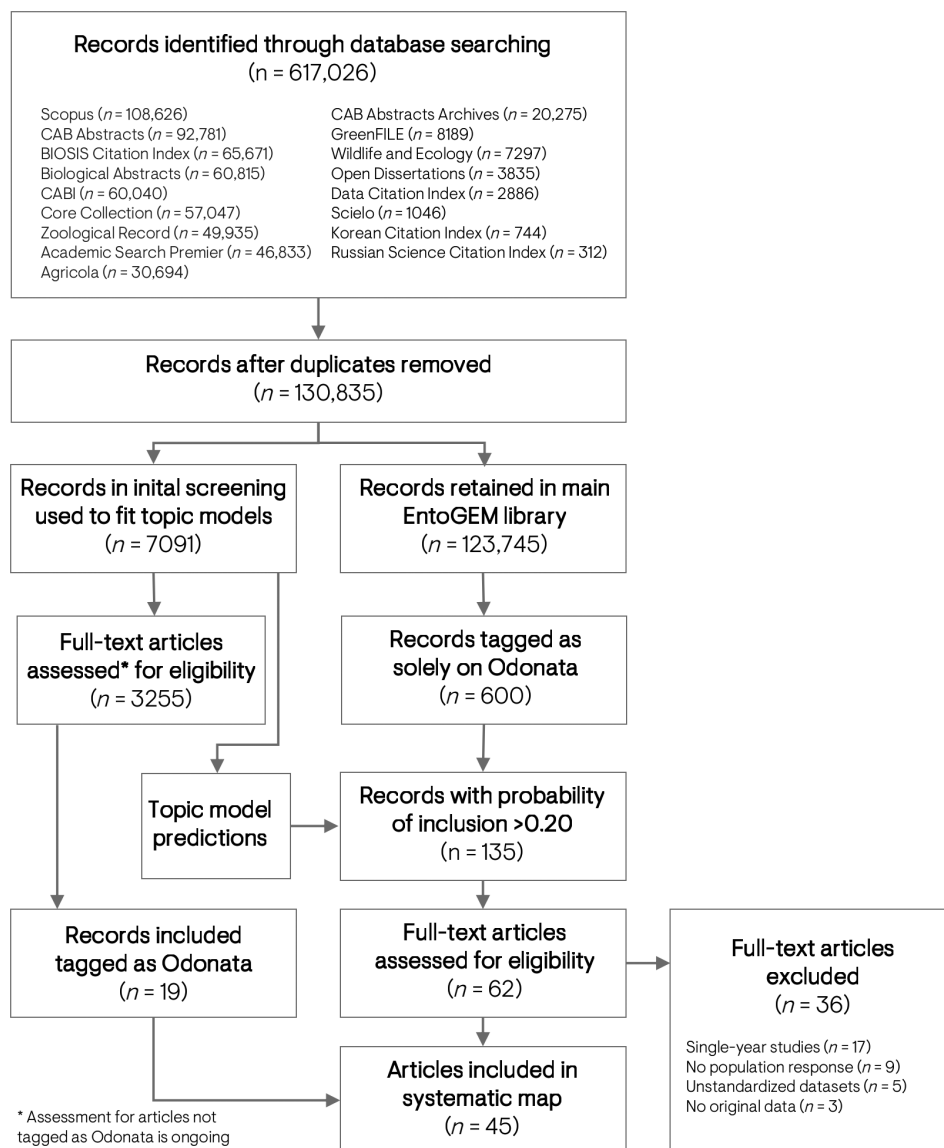 Records identified through database searching
(n = 617,026)
Scopus (n = 108,626)
CAB Abstracts (n = 92,781)
BIOSIS Citation Index (n = 65,671)
Biological Abstracts (n = 60,815)
CABI (n = 60,040)
Core Collection (n = 57,047)
Zoological Record (n = 49,935)
Academic Search Premier (n = 46,833)
Agricola (n = 30,694)
CAB Abstracts Archives (n = 20,275)
GreenFILE (n = 8189)
Wildlife and Ecology (n = 7297)
Open Dissertations (n = 3835)
Data Citation Index (n = 2886)
Scielo (n = 1046)
Korean Citation Index (n = 744)
Russian Science Citation Index (n = 312)
Records after duplicates removed
(n = 130,835)
Records in inital screening
used to fit topic models
(n = 7091)
Records retained in main
EntoGEM library
(n = 123,745)
Full-text articles
assessed* for eligibility
(n = 3255)
Records tagged as
solely on Odonata
(n = 600)
Topic model
predictions
Records with probability
of inclusion >0.20
(n = 135)
Records included
tagged as Odonata
(n = 19)
Full-text articles
assessed for eligibility
(n = 62)
Full-text articles
excluded
(n = 36)
Single-year studies (n = 17)
No population response (n = 9)
Unstandardized datasets (n = 5)
No original data (n = 3)
Articles included in
systematic map
(n = 45)
* Assessment for articles not
tagged as Odonata is ongoing